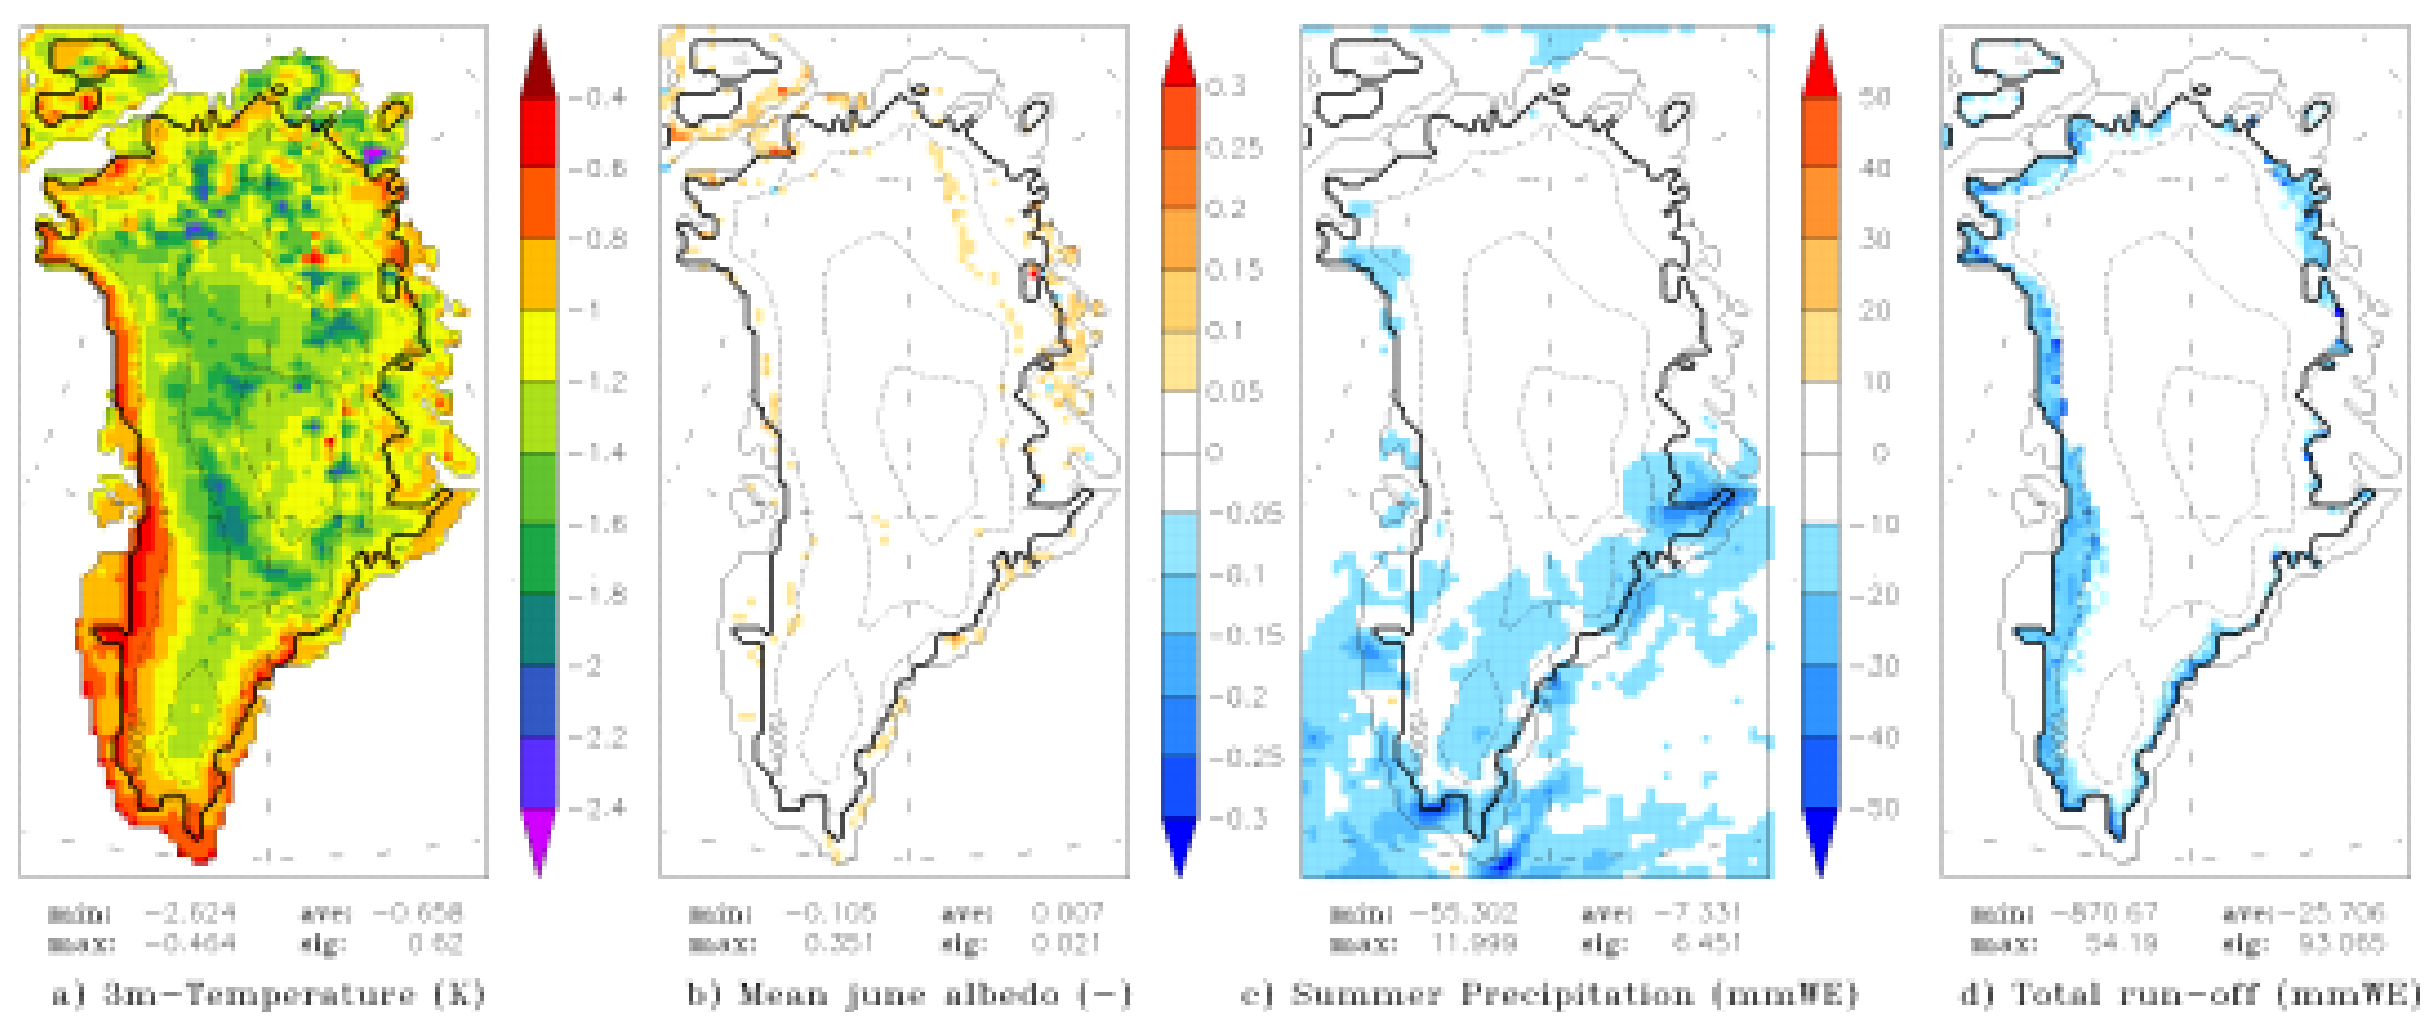 -0.4
-0.6
-0.8
-1
-1.2
-1.4
-1.6
-1.8
-2
-2.2
-2.4
0.3
0.25
0.2
0.15
0.1
0.05
0
-0.05
-0.1
-0.15
-0.2
-0.25
-0.3
50
40
30
20
10
0
-10
-20
-30
-40
-50
min: -2.624 ave: -0.658
max: -0.464 sig: 0.62
min: -0.105 ave: 0.007
max: 0.351 sig: 0.021
min: -55.302 ave: -7.331
max: 11.999 sig: 6.451
min: -870.67 ave: -25.706
max: 54.19 sig: 93.065
a) 3m-Temperature (K)
b) Mean june albedo (-)
c) Summer Precipitation (mmWE)
d) Total run-off (mmWE)